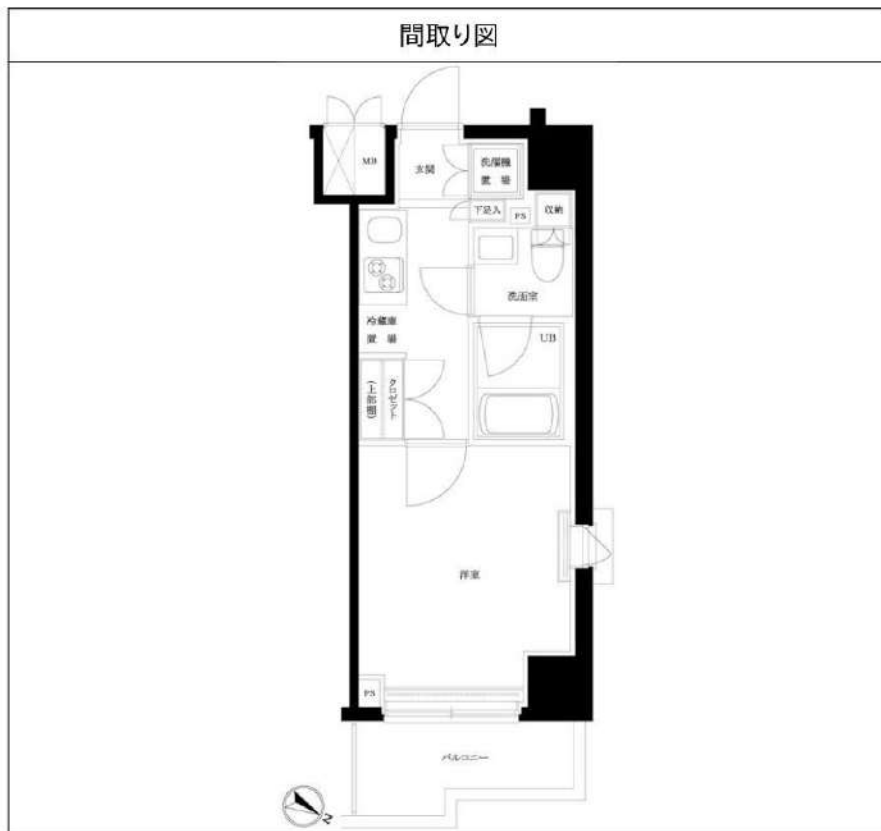 間取り図
MB
玄関
洗濯機
置場
下足入
PS
収納
洗面室
冷蔵庫
置場
UB
クロゼット
(上部棚)
洋室
PS
バルコニー
N